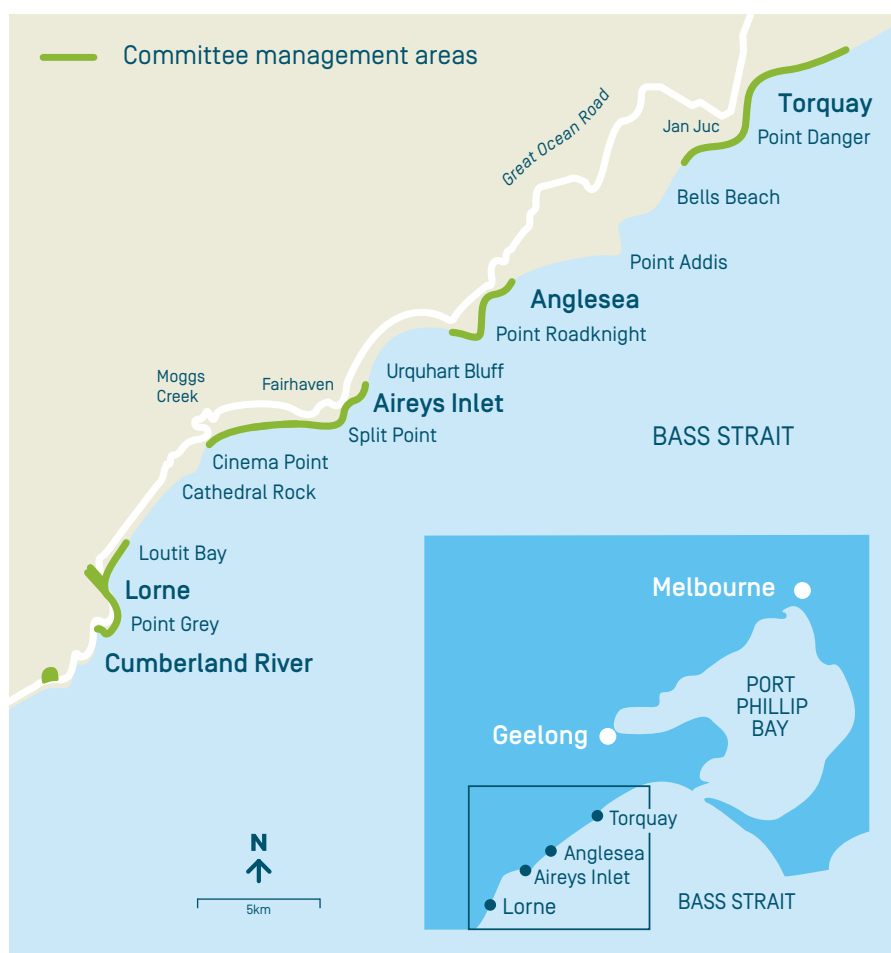 Committee management areas
Great Ocean Road
Torquay
Jan Juc
Point Danger
Bells Beach
Point Addis
Anglesea
Point Roadknight
Urquhart Bluff
Moggs
Creek
Fairhaven
Aireys Inlet
Split Point
BASS STRAIT
Cinema Point
Cathedral Rock
Loutit Bay
Lorne
Point Grey
Cumberland River
N
5km
Melbourne
PORT
PHILLIP
BAY
Geelong
Torquay
Anglesea
Aireys Inlet
Lorne
BASS STRAIT